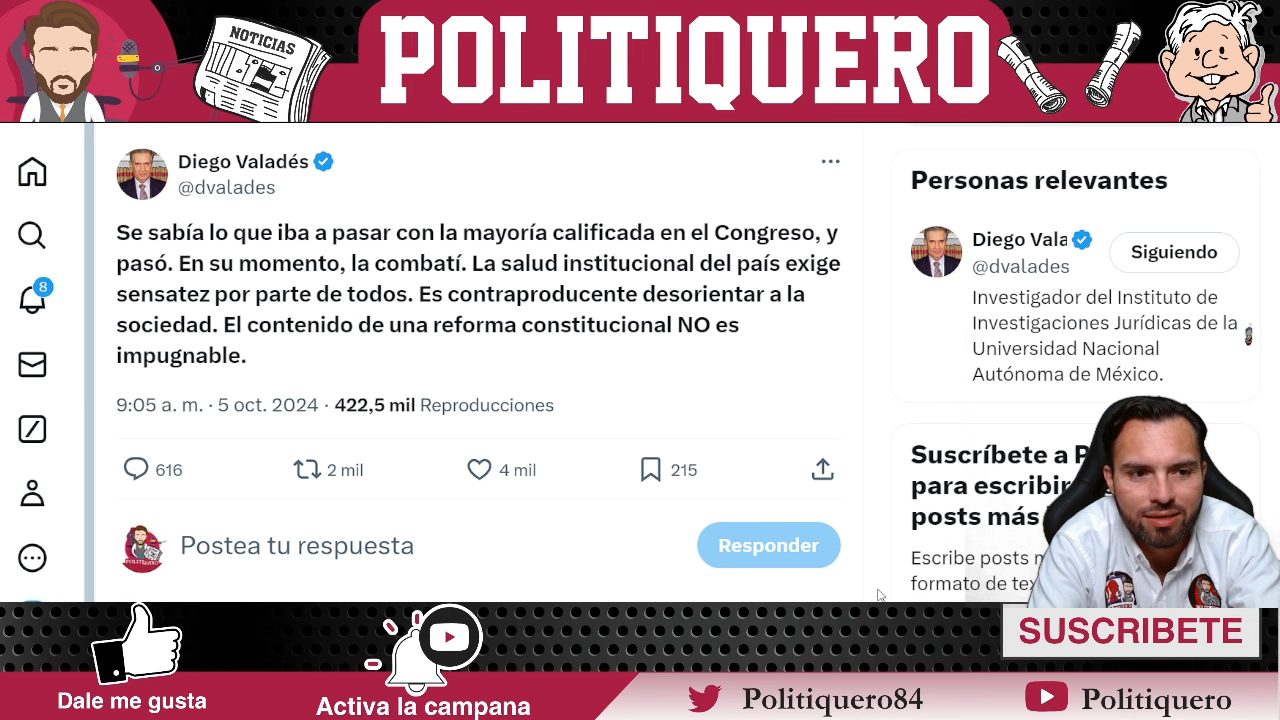 NOTICIAS
POLITIQUERO
Diego Valadés
@dvalades
Se sabía lo que iba a pasar con la mayoría calificada en el Congreso, y
pasó. En su momento, la combatí. La salud institucional del país exige
sensatez por parte de todos. Es contraproducente desorientar a la
sociedad. El contenido de una reforma constitucional NO es
impugnable.
9:05 a. m. · 5 oct. 2024 · 422,5 mil Reproducciones
616
2 mil
4 mil
215
Postea tu respuesta
Responder
8
Personas relevantes
Diego Vala
@dvalades
Siguiendo
Investigador del Instituto de
Investigaciones Jurídicas de la
Universidad Nacional
Autónoma de México.
Suscríbete a P
para escribir
posts más
Escribe posts
formato de tex
SUSCRIBETE
Dale me gusta
Activa la campana
Politiquero84
Politiquero